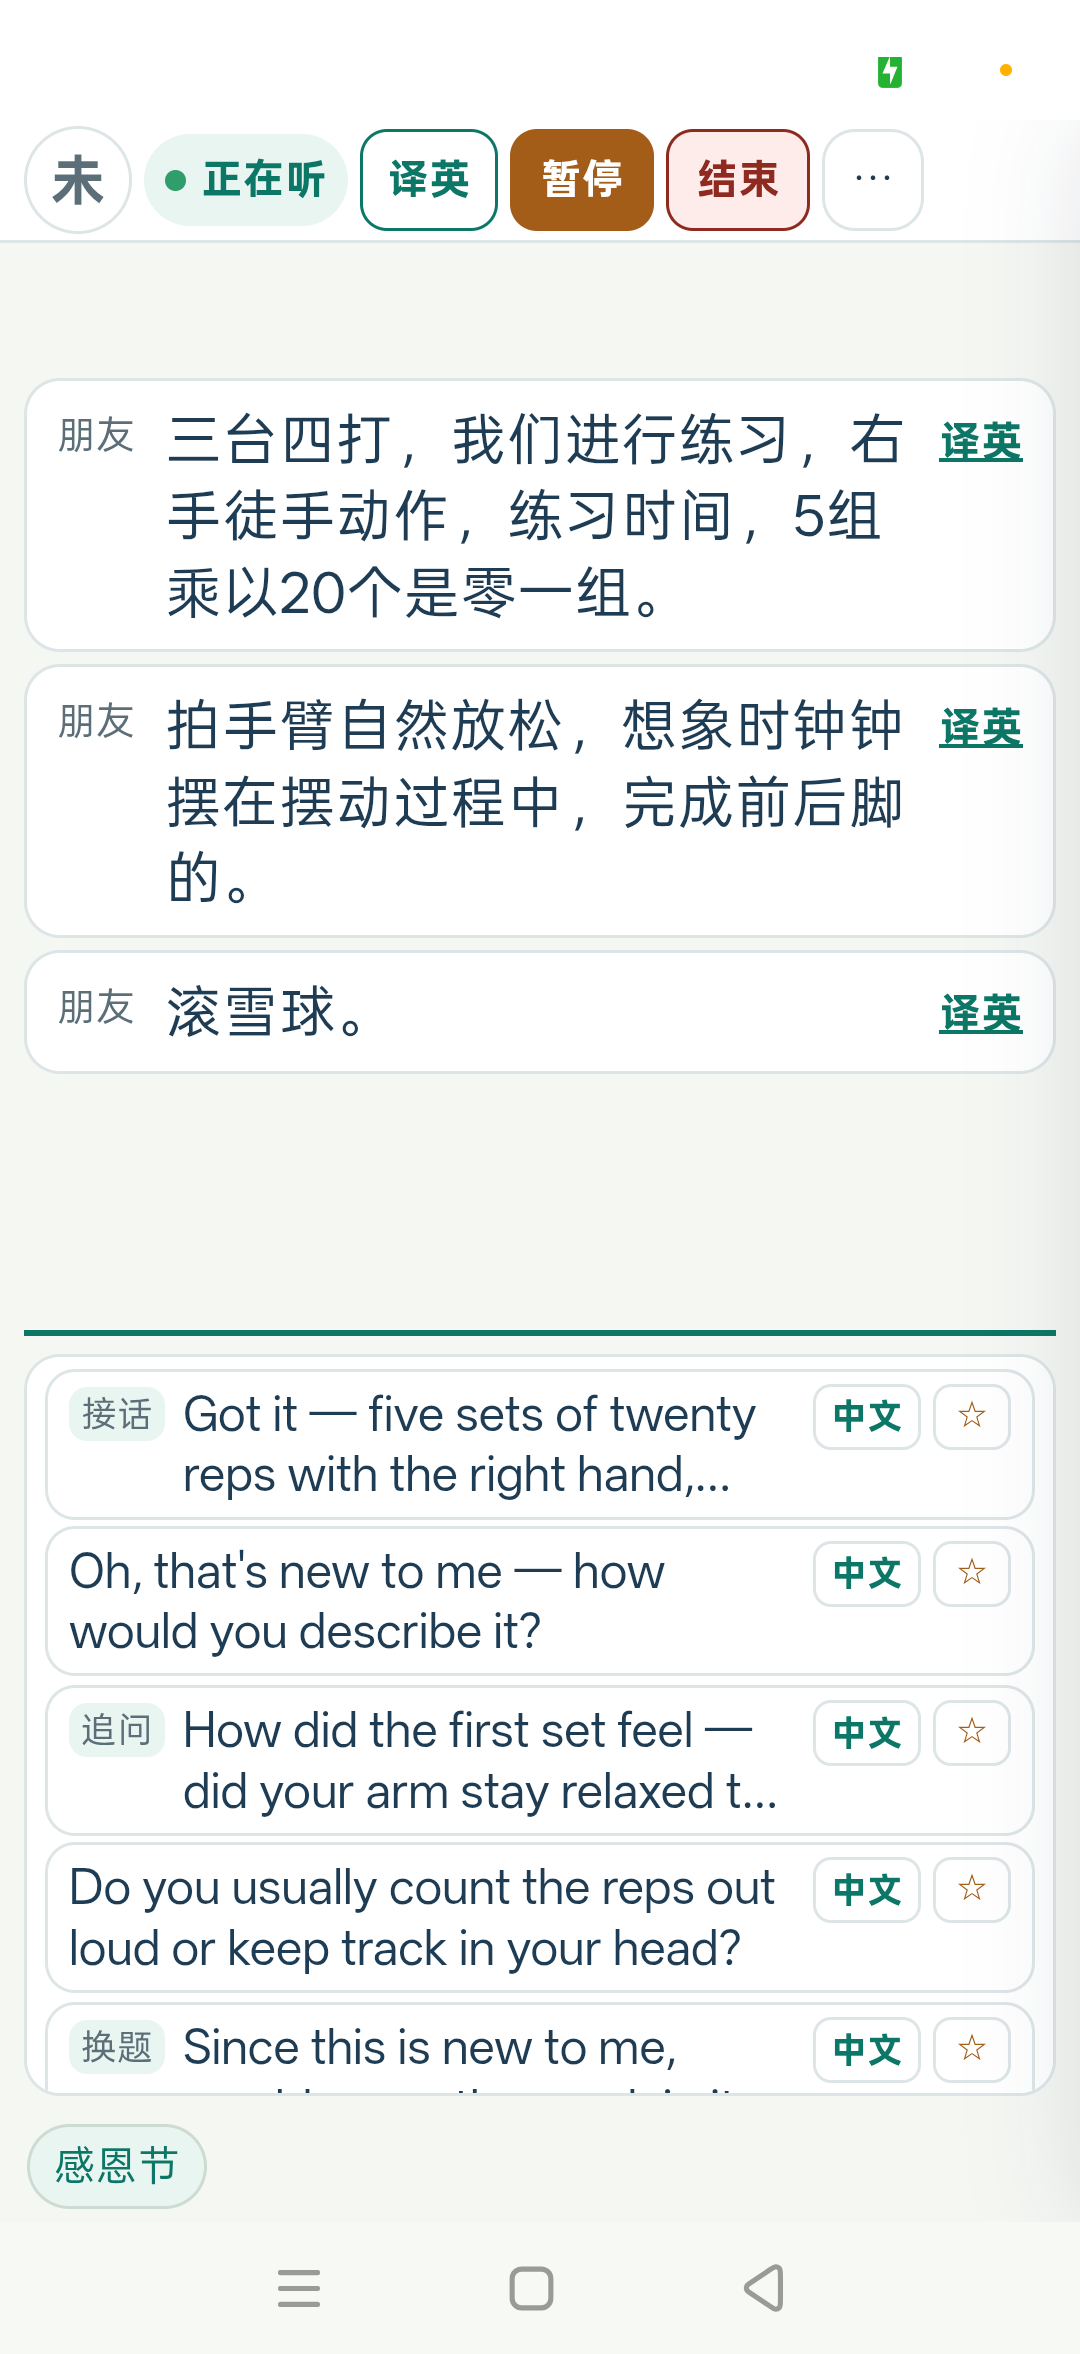 未 正在听 译英 暂停 结束 ...
朋友 三台四打，我们进行练习，右 译英
手徒手动作，练习时间，5组
乘以20个是零一组。
朋友 拍手臂自然放松，想象时钟钟 译英
摆在摆动过程中，完成前后脚
的。
朋友 滚雪球。 译英
接话 Got it — five sets of twenty 中文 ☆
reps with the right hand,...
Oh, that's new to me — how 中文 ☆
would you describe it?
追问 How did the first set feel — 中文 ☆
did your arm stay relaxed t...
Do you usually count the reps out 中文 ☆
loud or keep track in your head?
换题 Since this is new to me, 中文 ☆
感恩节